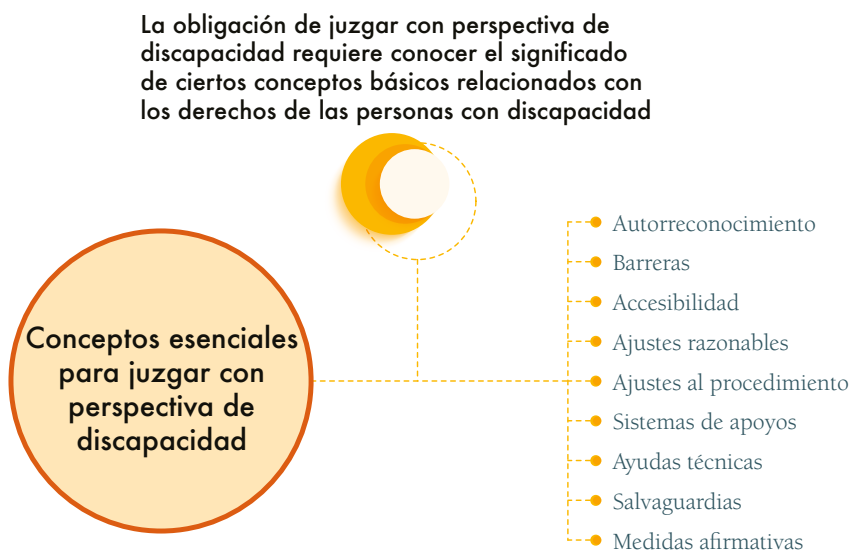 La obligación de juzgar con perspectiva de
discapacidad requiere conocer el significado
de ciertos conceptos básicos relacionados con
los derechos de las personas con discapacidad
Conceptos esenciales
para juzgar con
perspectiva de
discapacidad
Autorreconocimiento
Barreras
Accesibilidad
Ajustes razonables
Ajustes al procedimiento
Sistemas de apoyos
Ayudas técnicas
Salvaguardias
Medidas afirmativas